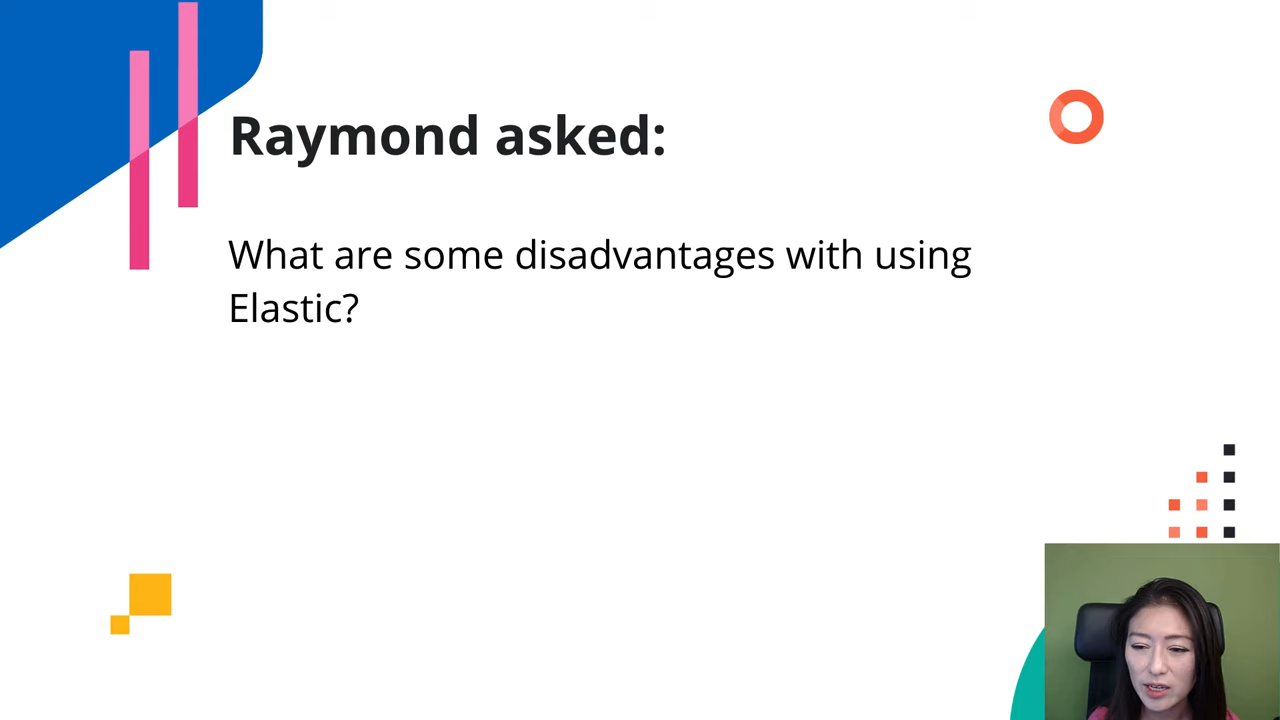 Raymond asked:
What are some disadvantages with using
Elastic?